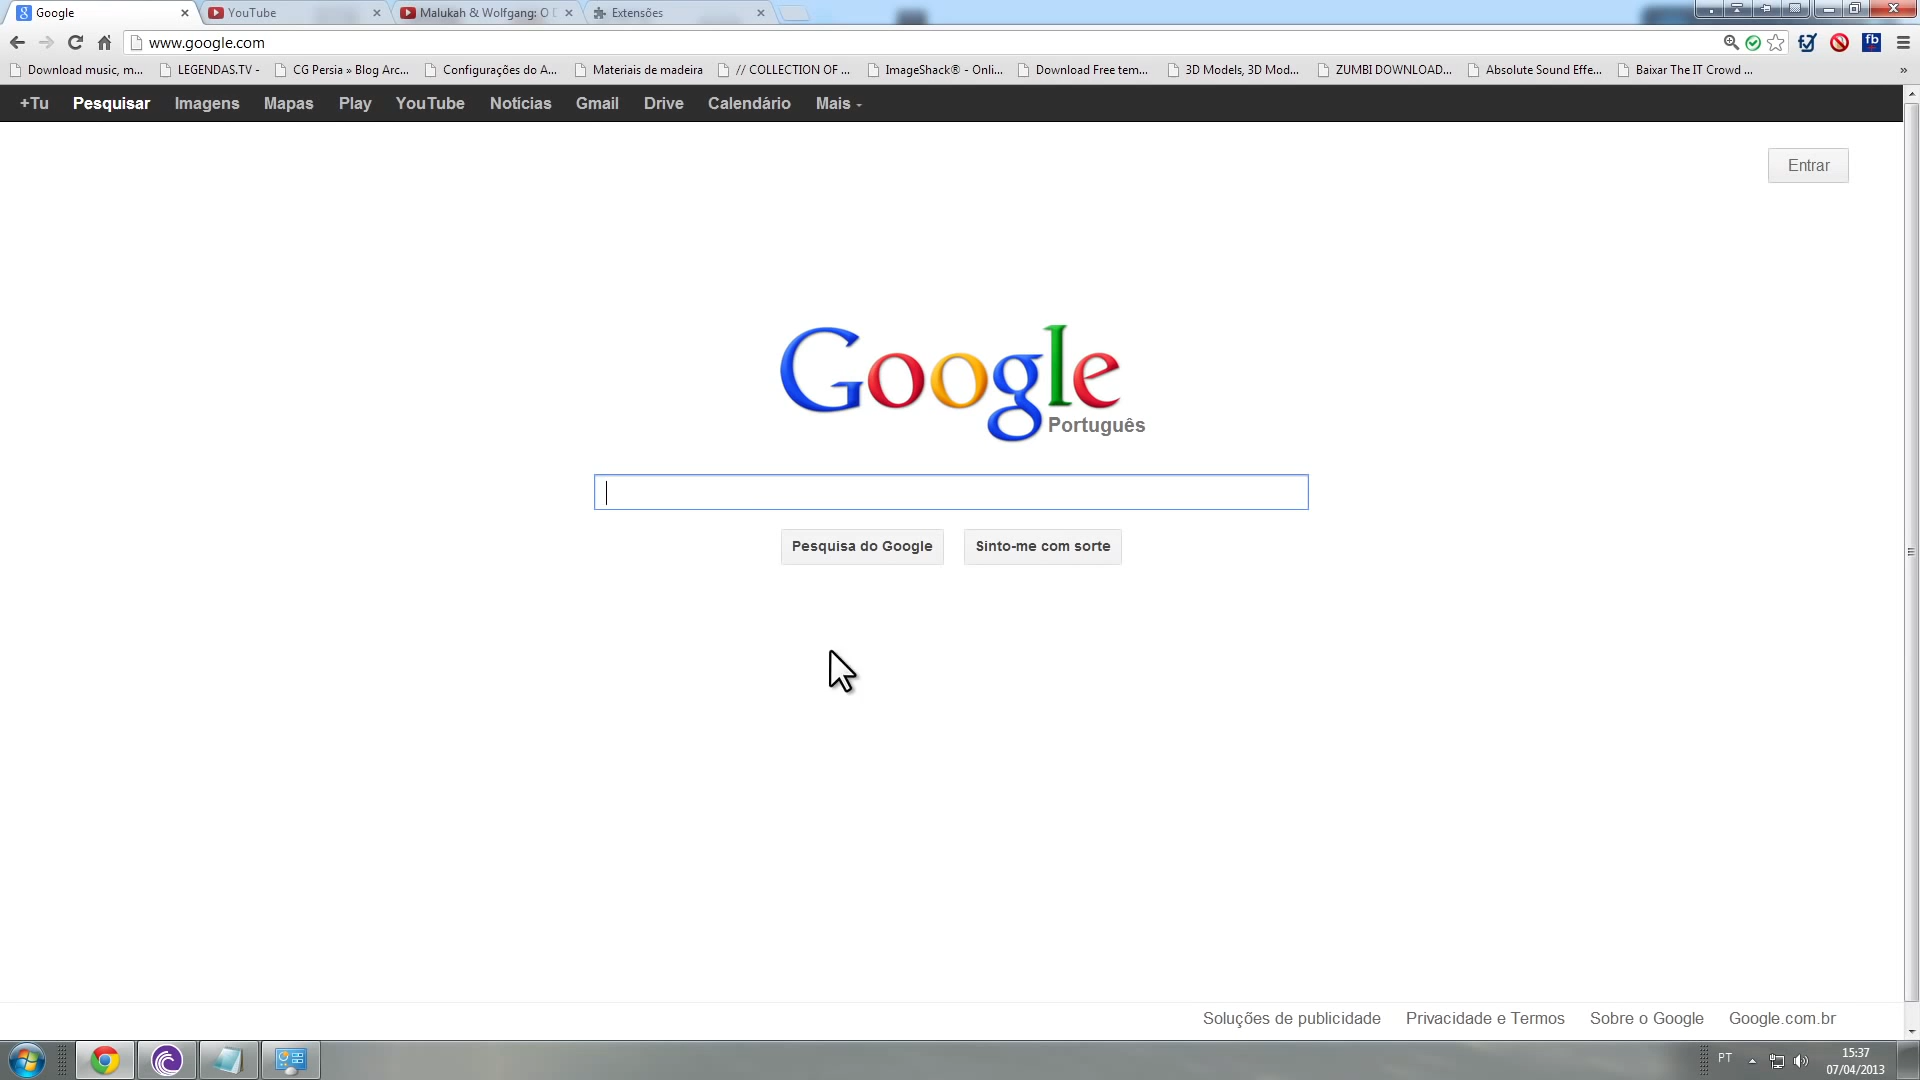 Google
YouTube
Malukah & Wolfgang: O D
Extensões
www.google.com
Download music, m...
LEGENDAS.TV -
CG Persia » Blog Arc...
Configurações do A...
Materiais de madeira
// COLLECTION OF ...
ImageShack® - Onli...
Download Free tem...
3D Models, 3D Mod...
ZUMBI DOWNLOAD...
Absolute Sound Effe...
Baixar The IT Crowd ...
+Tu Pesquisar Imagens Mapas Play YouTube Notícias Gmail Drive Calendário Mais
Entrar
Google
Português
Pesquisa do Google
Sinto-me com sorte
Soluções de publicidade Privacidade e Termos Sobre o Google Google.com.br
PT
15:37
07/04/2013